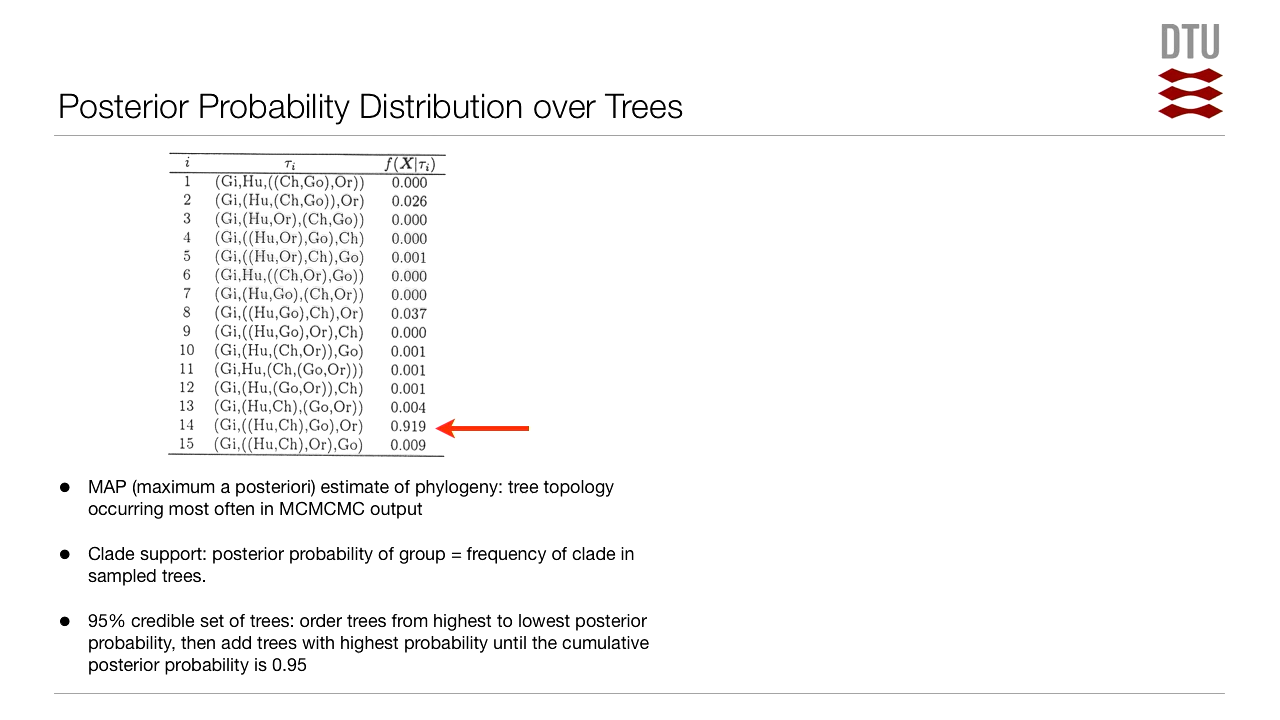 DTU
Posterior Probability Distribution over Trees
i τi f(X|τi)
1 (Gi,Hu,((Ch,Go),Or)) 0.000
2 (Gi,(Hu,(Ch,Go)),Or) 0.026
3 (Gi,(Hu,Or),(Ch,Go)) 0.000
4 (Gi,((Hu,Or),Go),Ch) 0.000
5 (Gi,((Hu,Or),Ch),Go) 0.001
6 (Gi,Hu,((Ch,Or),Go)) 0.000
7 (Gi,(Hu,Go),(Ch,Or)) 0.000
8 (Gi,((Hu,Go),Ch),Or) 0.037
9 (Gi,((Hu,Go),Or),Ch) 0.000
10 (Gi,(Hu,(Ch,Or)),Go) 0.001
11 (Gi,Hu,(Ch,(Go,Or))) 0.001
12 (Gi,(Hu,(Go,Or)),Ch) 0.001
13 (Gi,(Hu,Ch),(Go,Or)) 0.004
14 (Gi,((Hu,Ch),Go),Or) 0.919
15 (Gi,((Hu,Ch),Or),Go) 0.009
● MAP (maximum a posteriori) estimate of phylogeny: tree topology
occurring most often in MCMCMC output
● Clade support: posterior probability of group = frequency of clade in
sampled trees.
● 95% credible set of trees: order trees from highest to lowest posterior
probability, then add trees with highest probability until the cumulative
posterior probability is 0.95